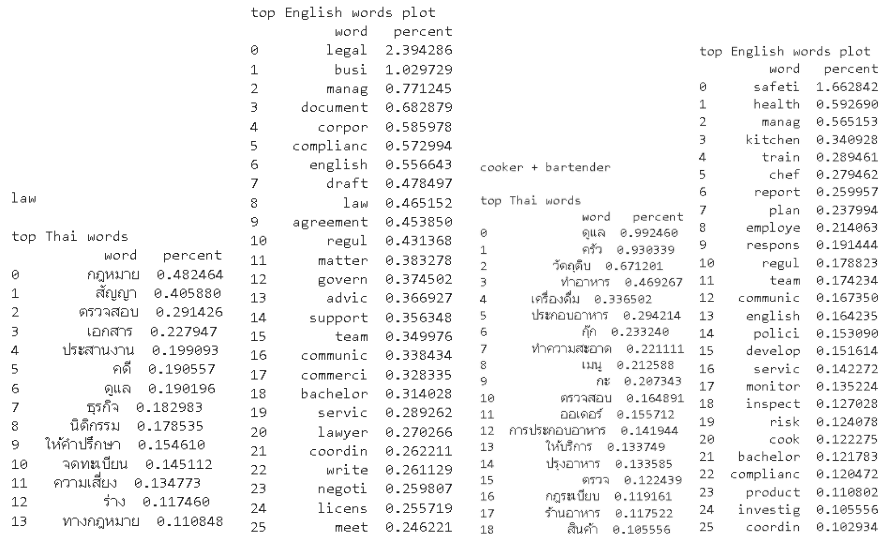 law
top Thai words
word percent
0 กฎหมาย 0.482464
1 สัญญา 0.405880
2 ตรวจสอบ 0.291426
3 เอกสาร 0.227947
4 ประสานงาน 0.199093
5 คดี 0.190557
6 ดูแล 0.190196
7 ธุรกิจ 0.182983
8 นิติกรรม 0.178535
9 ให้คำปรึกษา 0.154610
10 จดทะเบียน 0.145112
11 ความเสี่ยง 0.134773
12 ร่าง 0.117460
13 ทางกฎหมาย 0.110848
top English words plot
word percent
0 legal 2.394286
1 busi 1.029729
2 manag 0.771245
3 document 0.682879
4 corpor 0.585978
5 complianc 0.572994
6 english 0.556643
7 draft 0.478497
8 law 0.465152
9 agreement 0.453850
10 regul 0.431368
11 matter 0.383278
12 govern 0.374502
13 advic 0.366927
14 support 0.356348
15 team 0.349976
16 communic 0.338434
17 commerci 0.328335
18 bachelor 0.314028
19 servic 0.289262
20 lawyer 0.270266
21 coordin 0.262211
22 write 0.261129
23 negoti 0.259807
24 licens 0.255719
25 meet 0.246221
cooker + bartender
top Thai words
word percent
0 ดูแล 0.992460
1 ครัว 0.930339
2 วัตถุดิบ 0.671201
3 ทำอาหาร 0.469267
4 เครื่องดื่ม 0.336502
5 ประกอบอาหาร 0.294214
6 กุ๊ก 0.233240
7 ทำความสะอาด 0.221111
8 เมนู 0.212588
9 กะ 0.207343
10 ตรวจสอบ 0.164891
11 ออเดอร์ 0.155712
12 การประกอบอาหาร 0.141944
13 ให้บริการ 0.133749
14 ปรุงอาหาร 0.133585
15 ตรวจ 0.122439
16 กฎระเบียบ 0.119161
17 ร้านอาหาร 0.117522
18 สินค้า 0.105556
top English words plot
word percent
0 safeti 1.662842
1 health 0.592690
2 manag 0.565153
3 kitchen 0.340928
4 train 0.289461
5 chef 0.279462
6 report 0.259957
7 plan 0.237994
8 employe 0.214063
9 respons 0.191444
10 regul 0.178823
11 team 0.174234
12 communic 0.167350
13 english 0.164235
14 polici 0.153090
15 develop 0.151614
16 servic 0.142272
17 monitor 0.135224
18 inspect 0.127028
19 risk 0.124078
20 cook 0.122275
21 bachelor 0.121783
22 complianc 0.120472
23 product 0.110802
24 investig 0.105556
25 coordin 0.102934